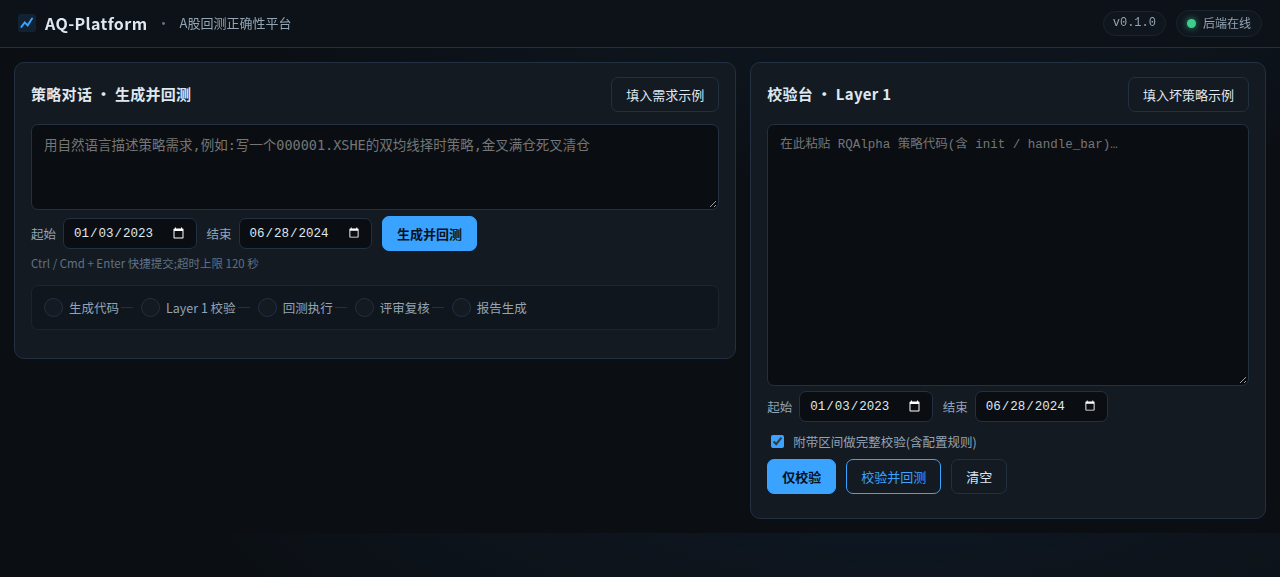 AQ-Platform · A股回测正确性平台
v0.1.0 后端在线
策略对话 · 生成并回测
填入需求示例
用自然语言描述策略需求,例如:写一个000001.XSHE的双均线择时策略,金叉满仓死叉清仓
起始 01/03/2023 结束 06/28/2024 生成并回测
Ctrl / Cmd + Enter 快捷提交;超时上限 120 秒
生成代码 Layer 1 校验 回测执行 评审复核 报告生成
校验台 · Layer 1
填入坏策略示例
在此粘贴 RQAlpha 策略代码(含 init / handle_bar)…
起始 01/03/2023 结束 06/28/2024
附带区间做完整校验(含配置规则)
仅校验 校验并回测 清空